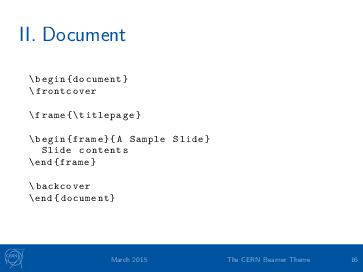 II. Document
\begin{document}
\frontcover
\frame{\titlepage}
\begin{frame}{A Sample Slide}
  Slide contents
\end{frame}
\backcover
\end{document}
CERN
March 2015
The CERN Beamer Theme
16